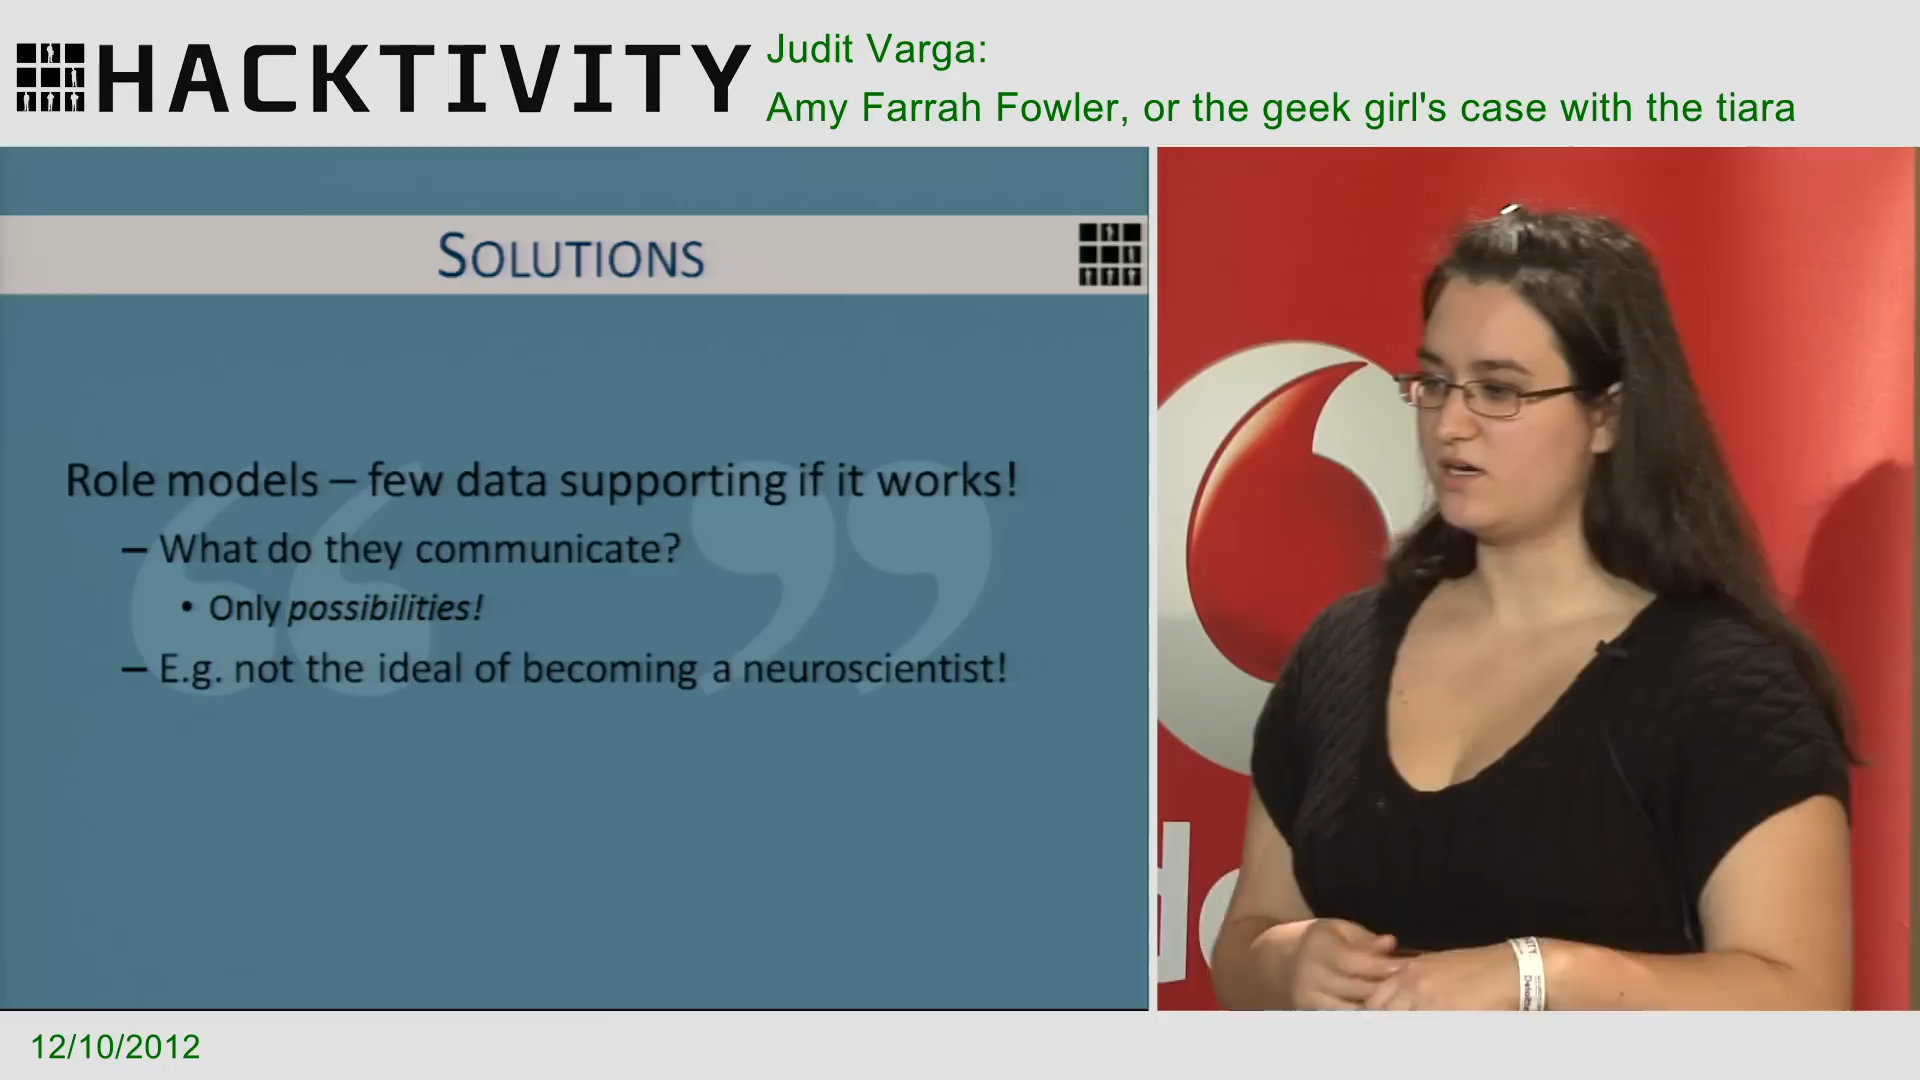 HACKTIVITY
Judit Varga:
Amy Farrah Fowler, or the geek girl's case with the tiara
SOLUTIONS
Role models – few data supporting if it works!
– What do they communicate?
• Only possibilities!
– E.g. not the ideal of becoming a neuroscientist!
12/10/2012